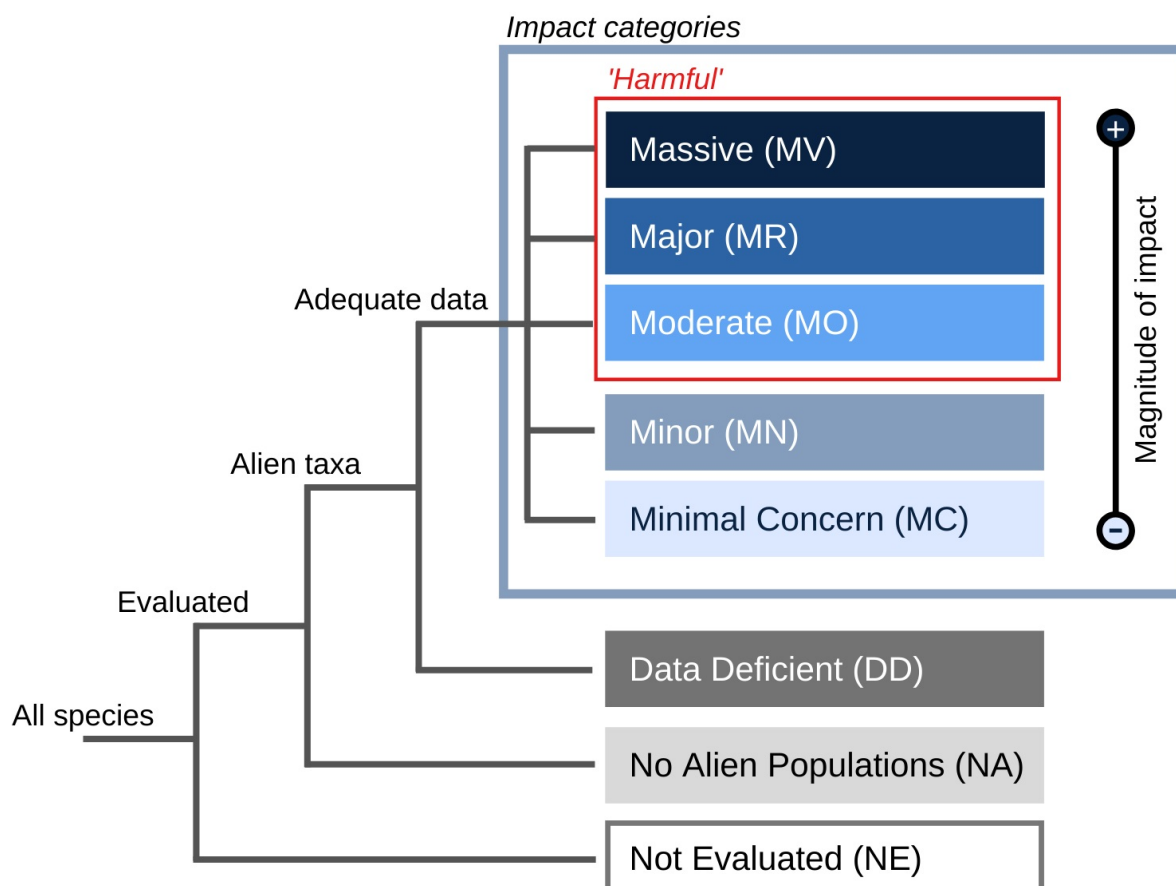 Impact categories
'Harmful'
Massive (MV)
+
Major (MR)
Magnitude of impact
Adequate data
Moderate (MO)
Minor (MN)
Alien taxa
Minimal Concern (MC)
-
Evaluated
Data Deficient (DD)
All species
No Alien Populations (NA)
Not Evaluated (NE)